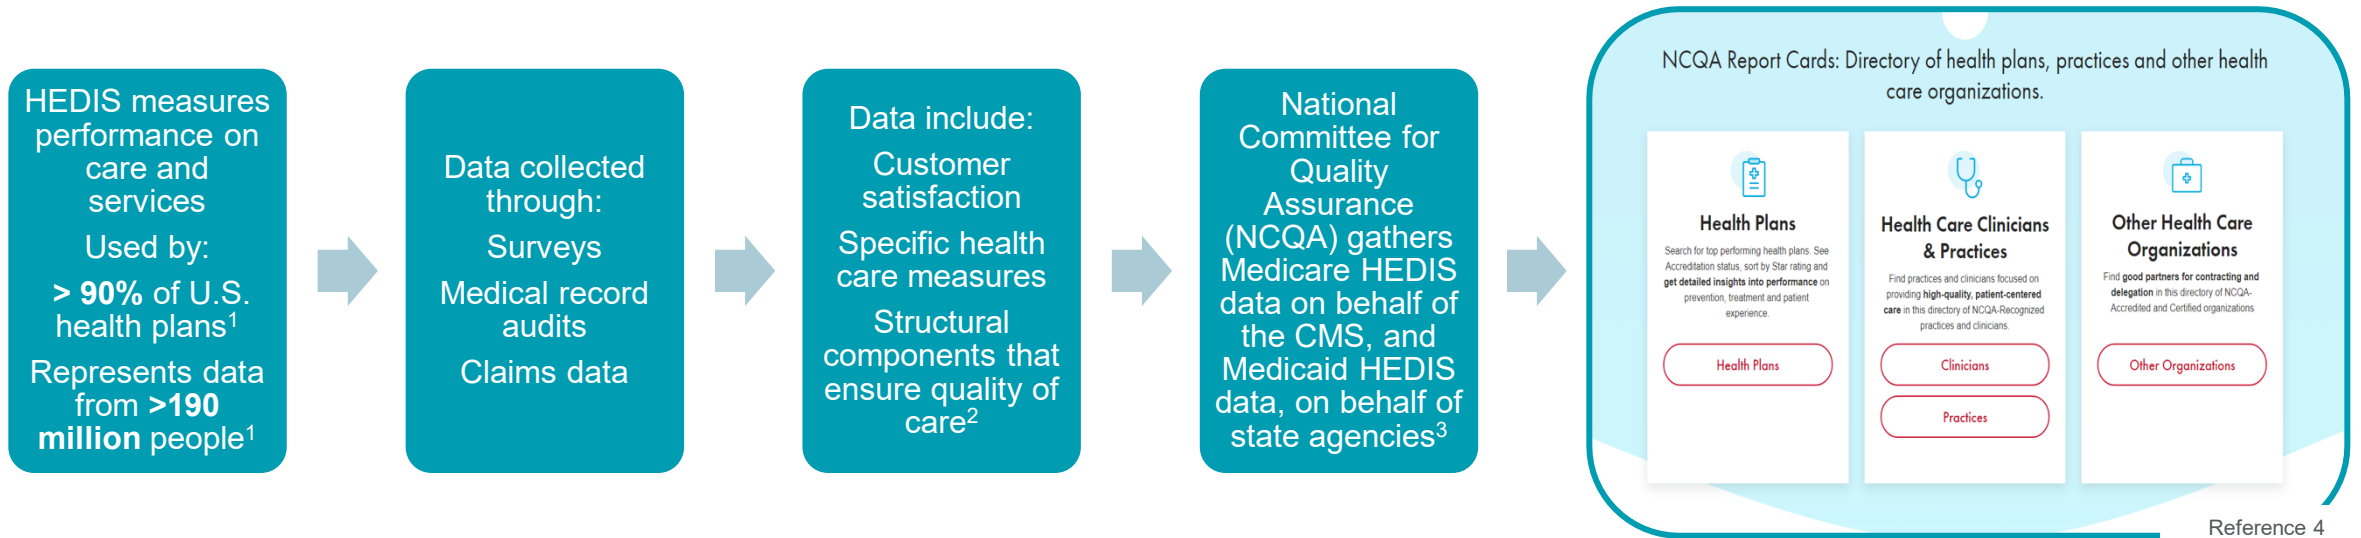 HEDIS measures
performance on
care and
services
Used by:
> 90% of U.S.
health plans¹
Represents data
from >190
million people¹
Data collected
through:
Surveys
Medical record
audits
Claims data
Data include:
Customer
satisfaction
Specific health
care measures
Structural
components that
ensure quality of
care²
National
Committee for
Quality
Assurance
(NCQA) gathers
Medicare HEDIS
data on behalf of
the CMS, and
Medicaid HEDIS
data, on behalf of
state agencies³
NCQA Report Cards: Directory of health plans, practices and other health
care organizations.
Health Plans
Search for top performing health plans. See
Accreditation status, sort by Star rating and
get detailed insights into performance on
prevention, treatment and patient
experience.
Health Plans
Health Care Clinicians
& Practices
Find practices and clinicians focused on
providing high-quality, patient-centered
care in this directory of NCQA-Recognized
practices and clinicians.
Clinicians
Practices
Other Health Care
Organizations
Find good partners for contracting and
delegation in this directory of NCQA-
Accredited and Certified organizations
Other Organizations
Reference 4